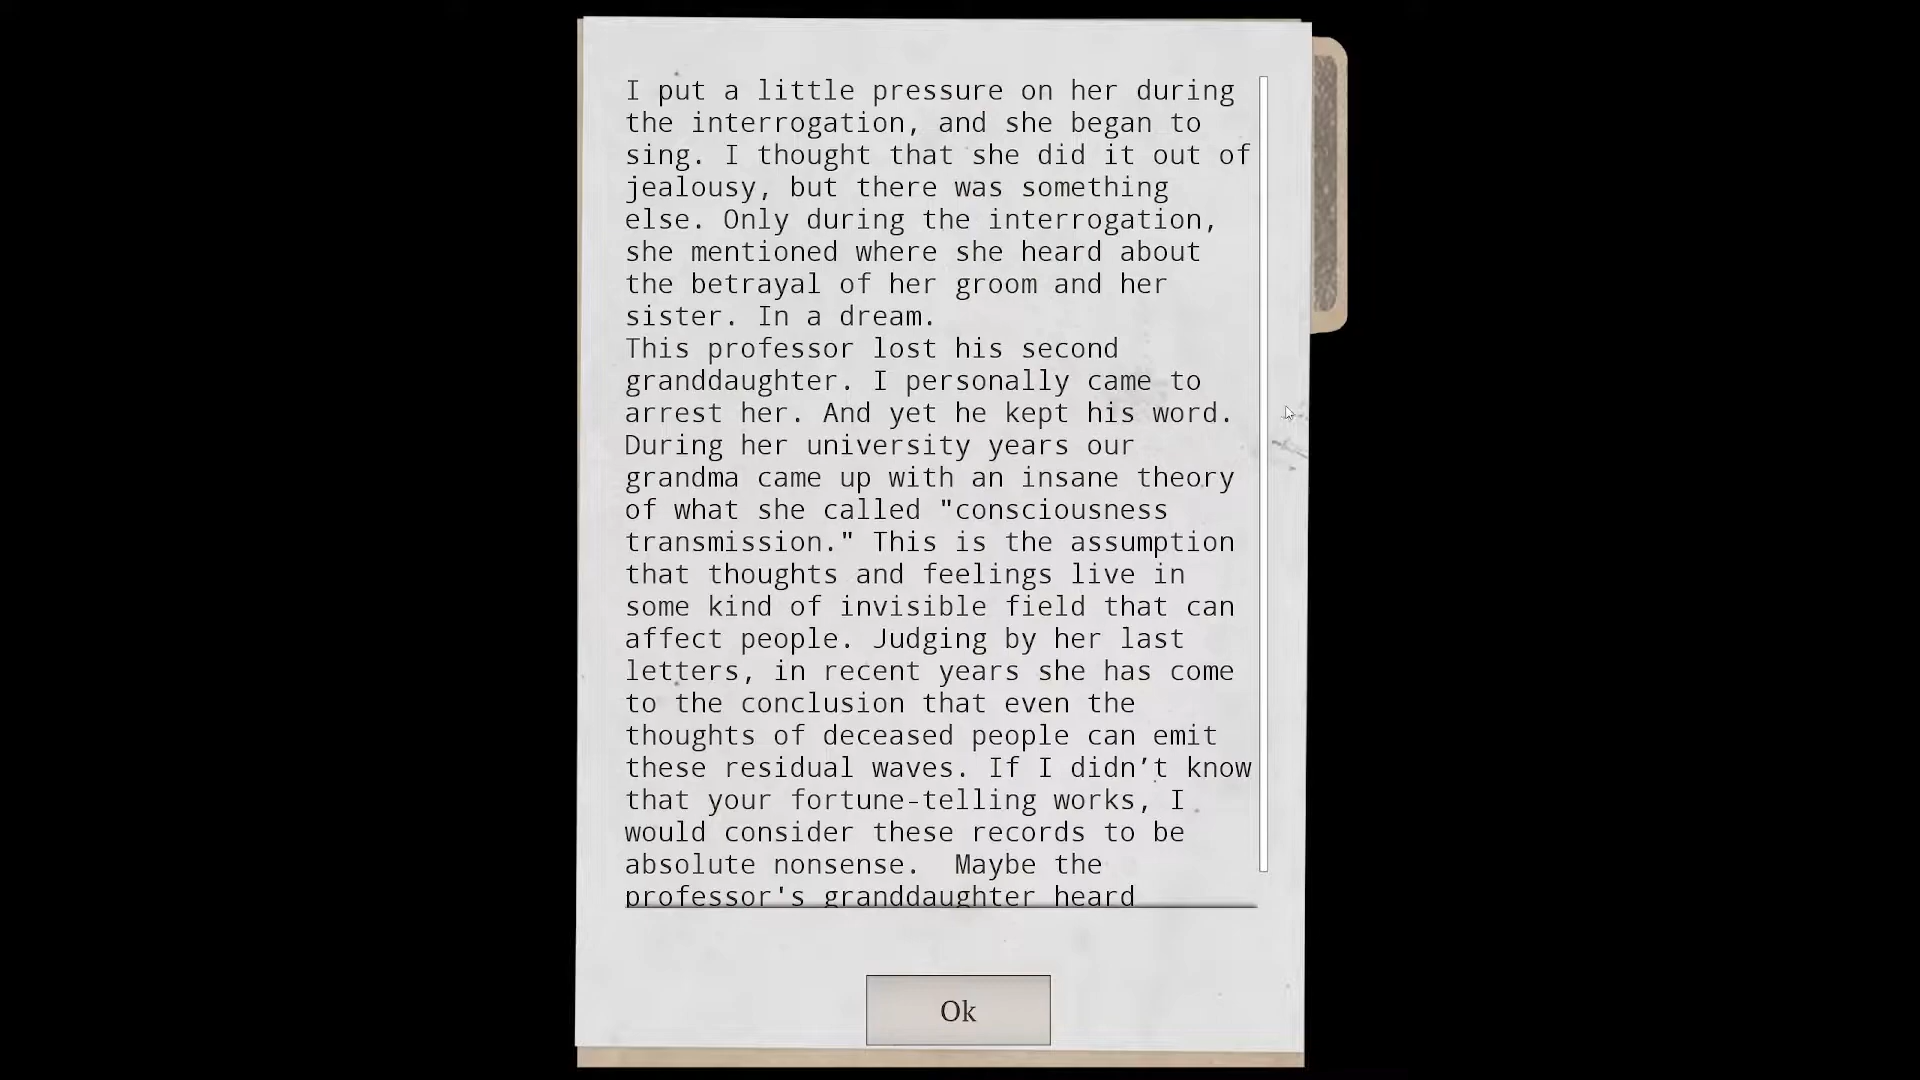 I put a little pressure on her during
the interrogation, and she began to
sing. I thought that she did it out of
jealousy, but there was something
else. Only during the interrogation,
she mentioned where she heard about
the betrayal of her groom and her
sister. In a dream.
This professor lost his second
granddaughter. I personally came to
arrest her. And yet he kept his word.
During her university years our
grandma came up with an insane theory
of what she called "consciousness
transmission." This is the assumption
that thoughts and feelings live in
some kind of invisible field that can
affect people. Judging by her last
letters, in recent years she has come
to the conclusion that even the
thoughts of deceased people can emit
these residual waves. If I didn’t know
that your fortune-telling works, I
would consider these records to be
absolute nonsense.  Maybe the
professor's granddaughter heard
Ok